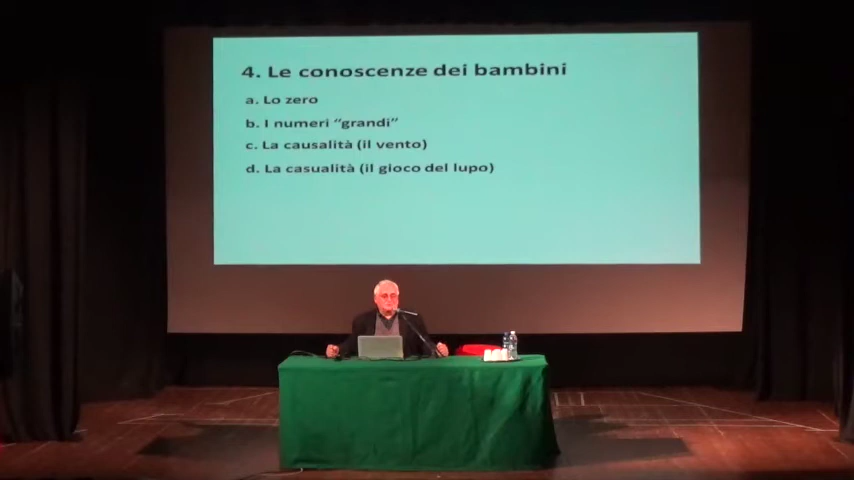 4. Le conoscenze dei bambini
a. Lo zero
b. I numeri “grandi”
c. La causalità (il vento)
d. La casualità (il gioco del lupo)